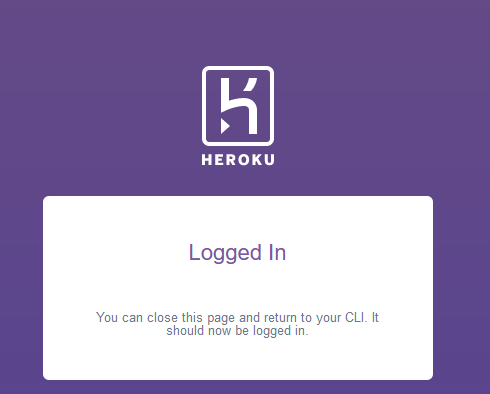 HEROKU
Logged In
You can close this page and return to your CLI. It
should now be logged in.